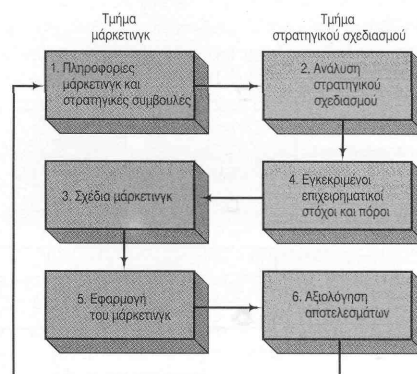 Τμήμα
μάρκετινγκ
Τμήμα
στρατηγικού σχεδιασμού
1. Πληροφορίες
μάρκετινγκ και
στρατηγικές συμβουλές
2. Ανάλυση
στρατηγικού
σχεδιασμού
3. Σχέδια μάρκετινγκ
4. Εγκεκριμένοι
επιχειρηματικοί
στόχοι και πόροι
5. Εφαρμογή
του μάρκετινγκ
6. Αξιολόγηση
αποτελεσμάτων